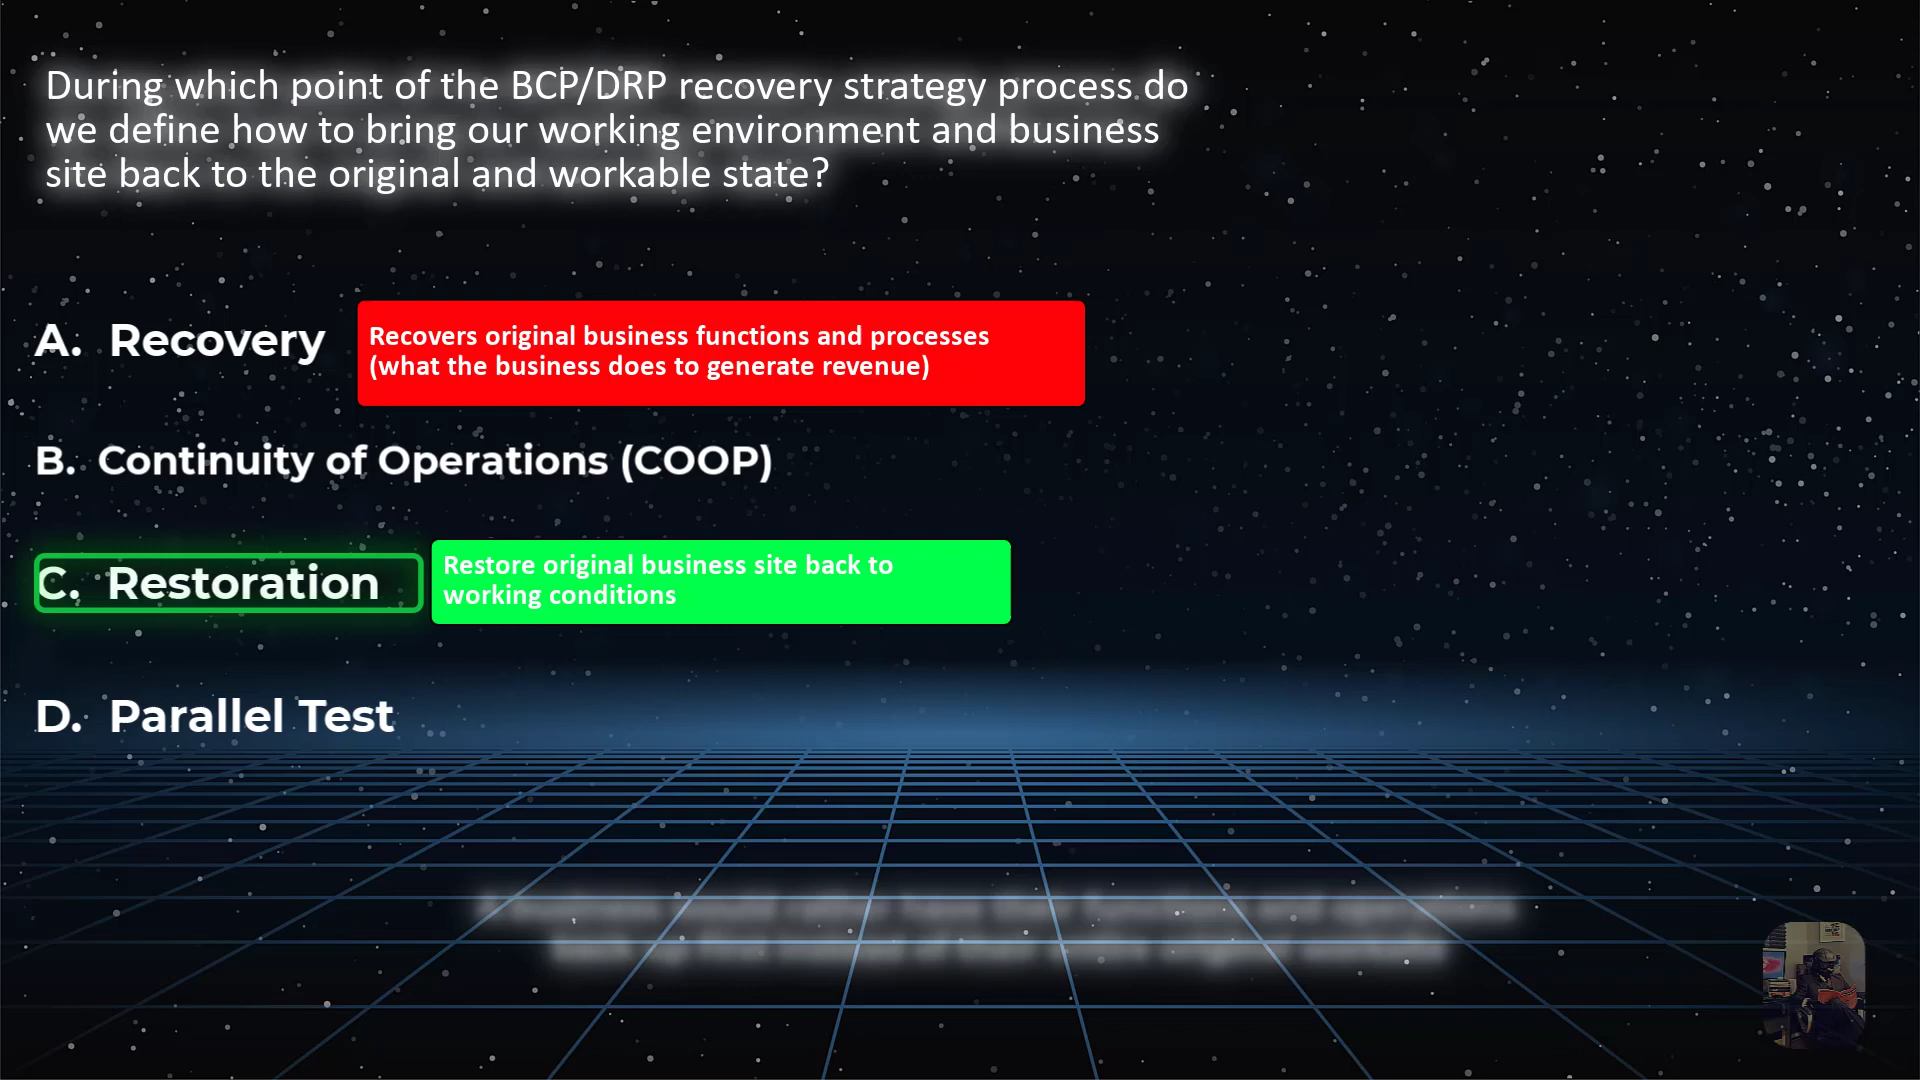 During which point of the BCP/DRP recovery strategy process do
we define how to bring our working environment and business
site back to the original and workable state?
A. Recovery
Recovers original business functions and processes
(what the business does to generate revenue)
B. Continuity of Operations (COOP)
C. Restoration
Restore original business site back to
working conditions
D. Parallel Test